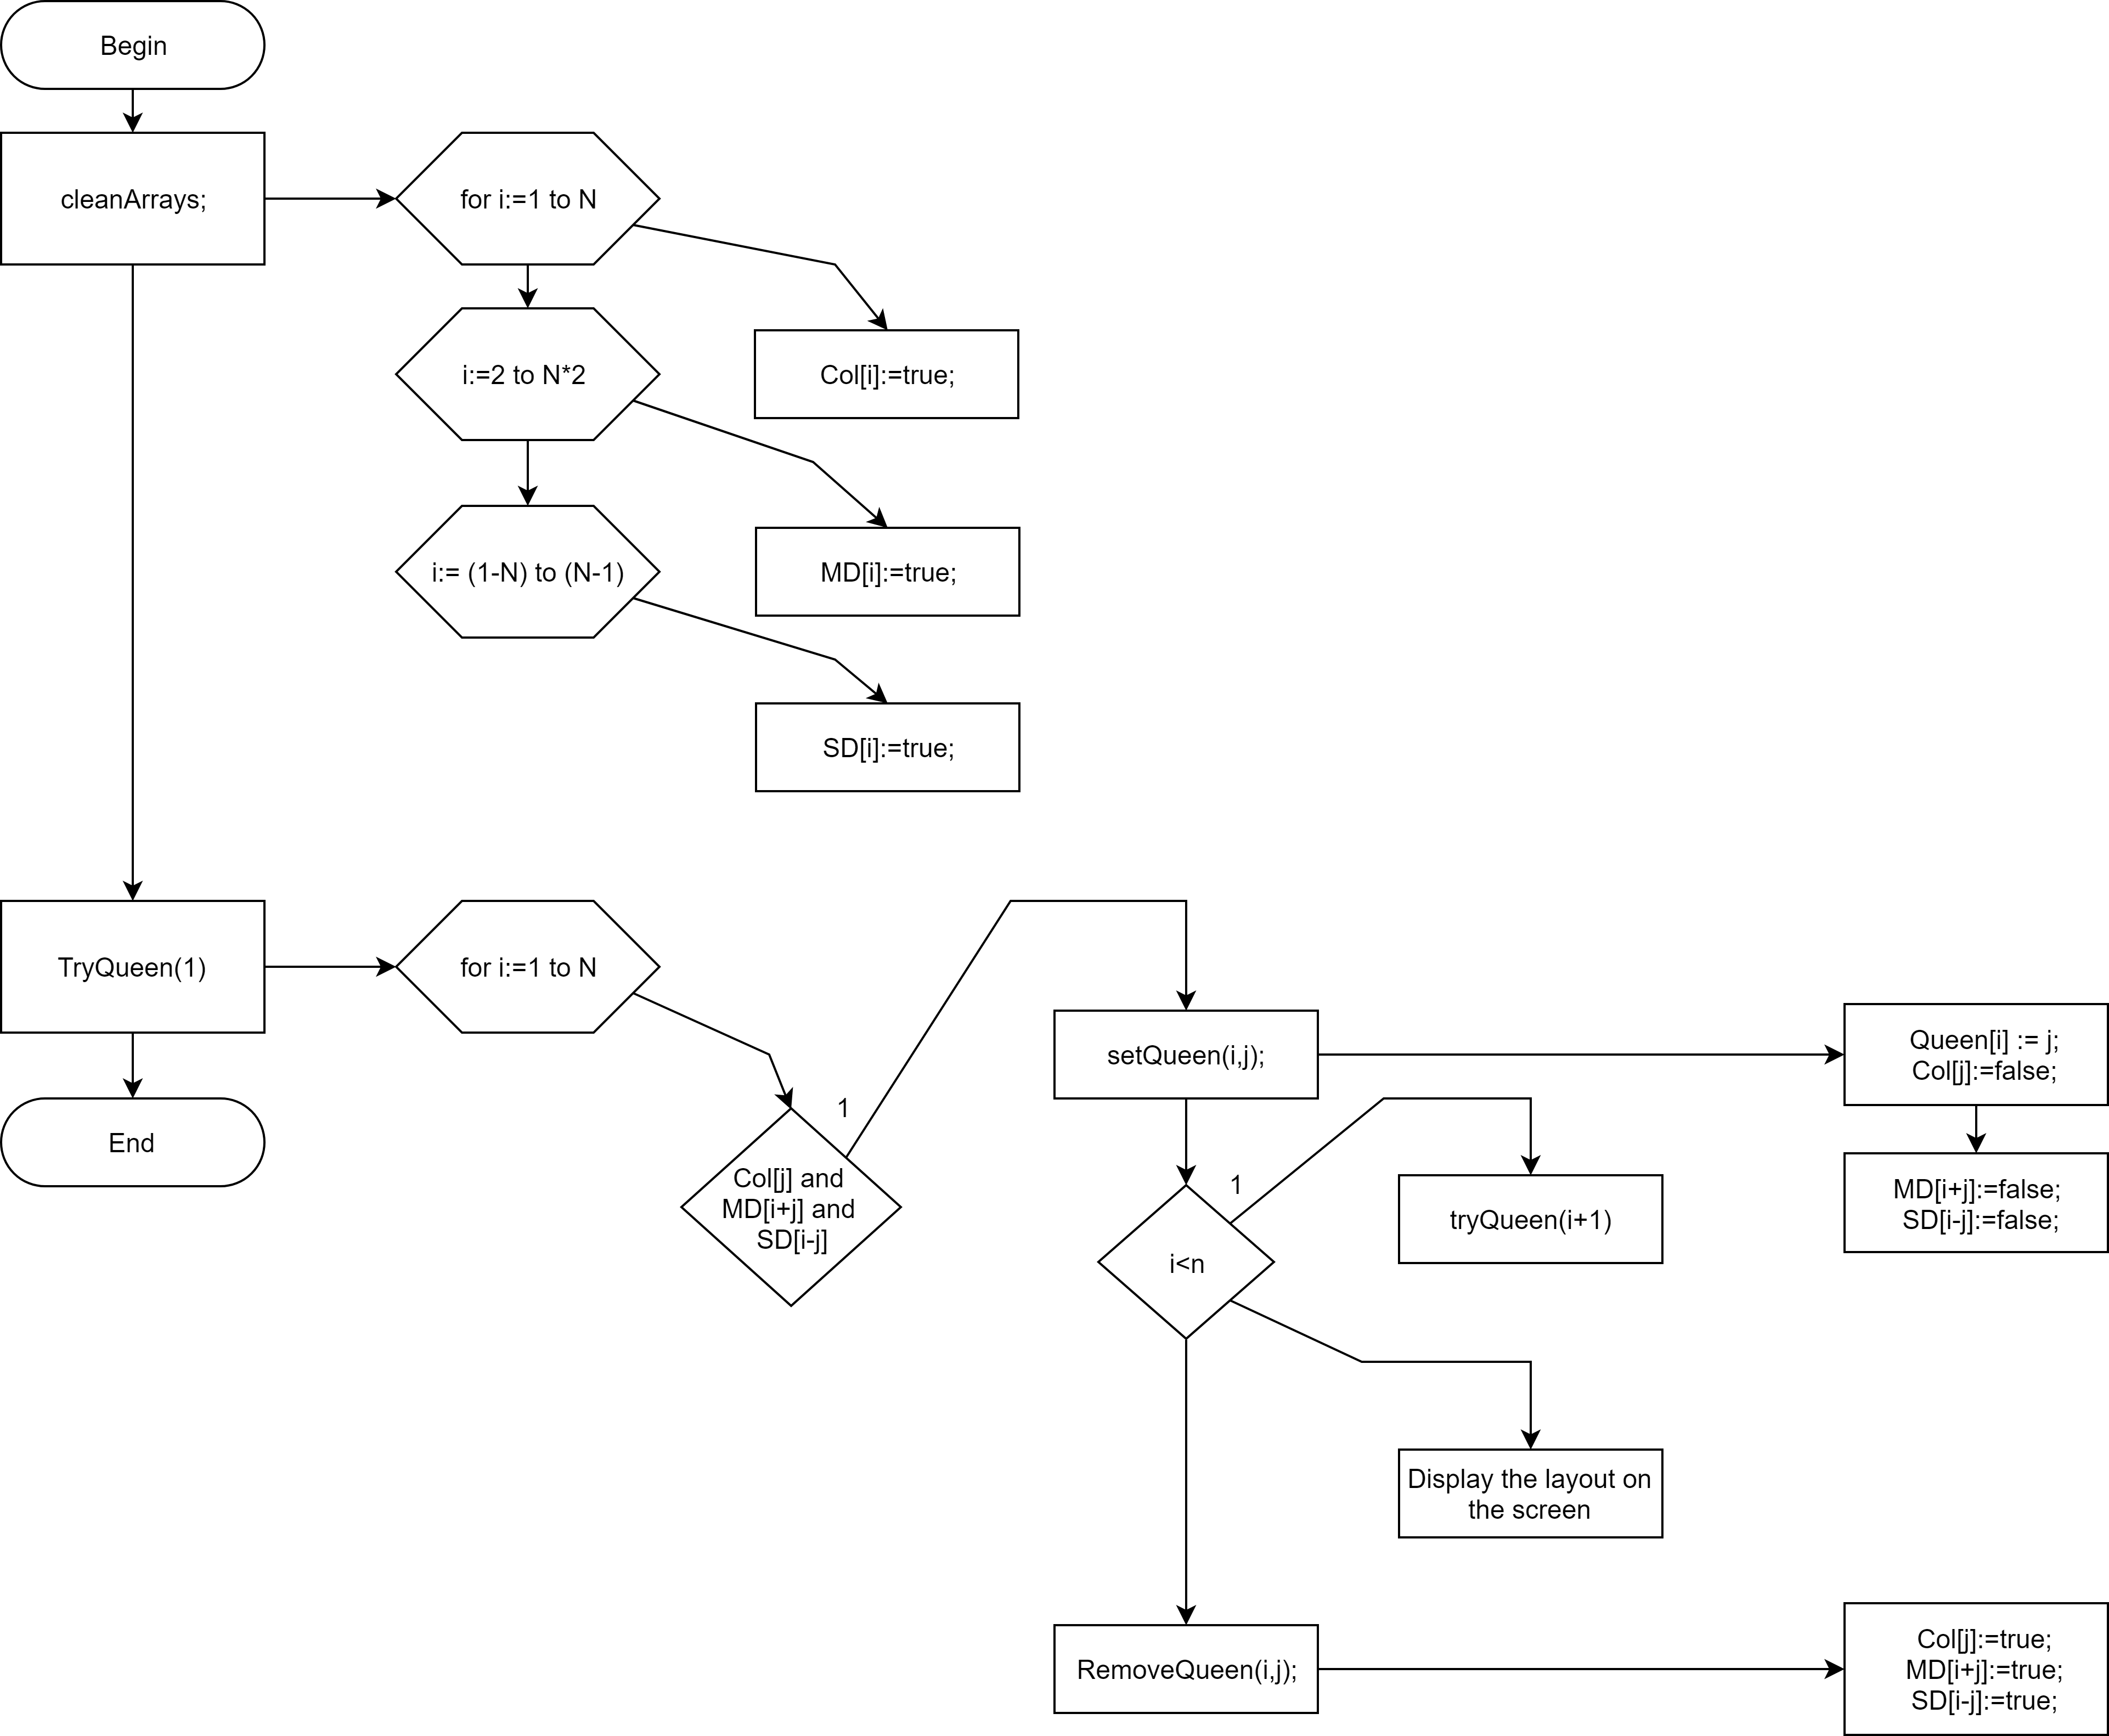 Begin
cleanArrays;
for i:=1 to N
Col[i]:=true;
i:=2 to N*2
MD[i]:=true;
i:= (1-N) to (N-1)
SD[i]:=true;
TryQueen(1)
for i:=1 to N
End
1
Col[j] and
MD[i+j] and
SD[i-j]
setQueen(i,j);
Queen[i] := j;
Col[j]:=false;
MD[i+j]:=false;
SD[i-j]:=false;
1
i<n
tryQueen(i+1)
Display the layout on
the screen
RemoveQueen(i,j);
Col[j]:=true;
MD[i+j]:=true;
SD[i-j]:=true;